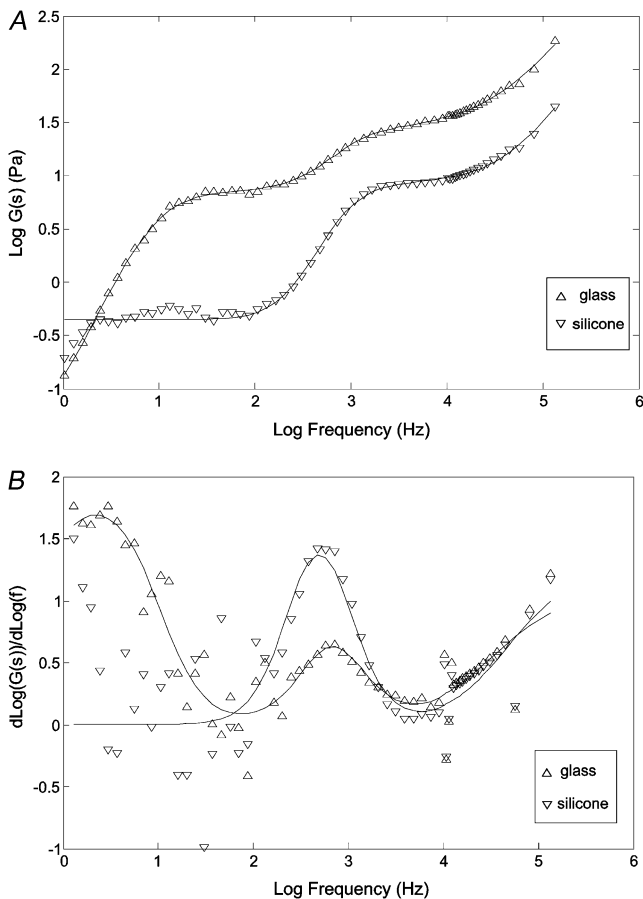 A
2.5
2
1.5
1
0.5
0
-0.5
-1
Log G(s) (Pa)
glass
silicone
0 1 2 3 4 5 6
Log Frequency (Hz)
B
2
1.5
1
0.5
0
-0.5
-1
dLog(G(s))/dLog(f)
glass
silicone
0 1 2 3 4 5 6
Log Frequency (Hz)